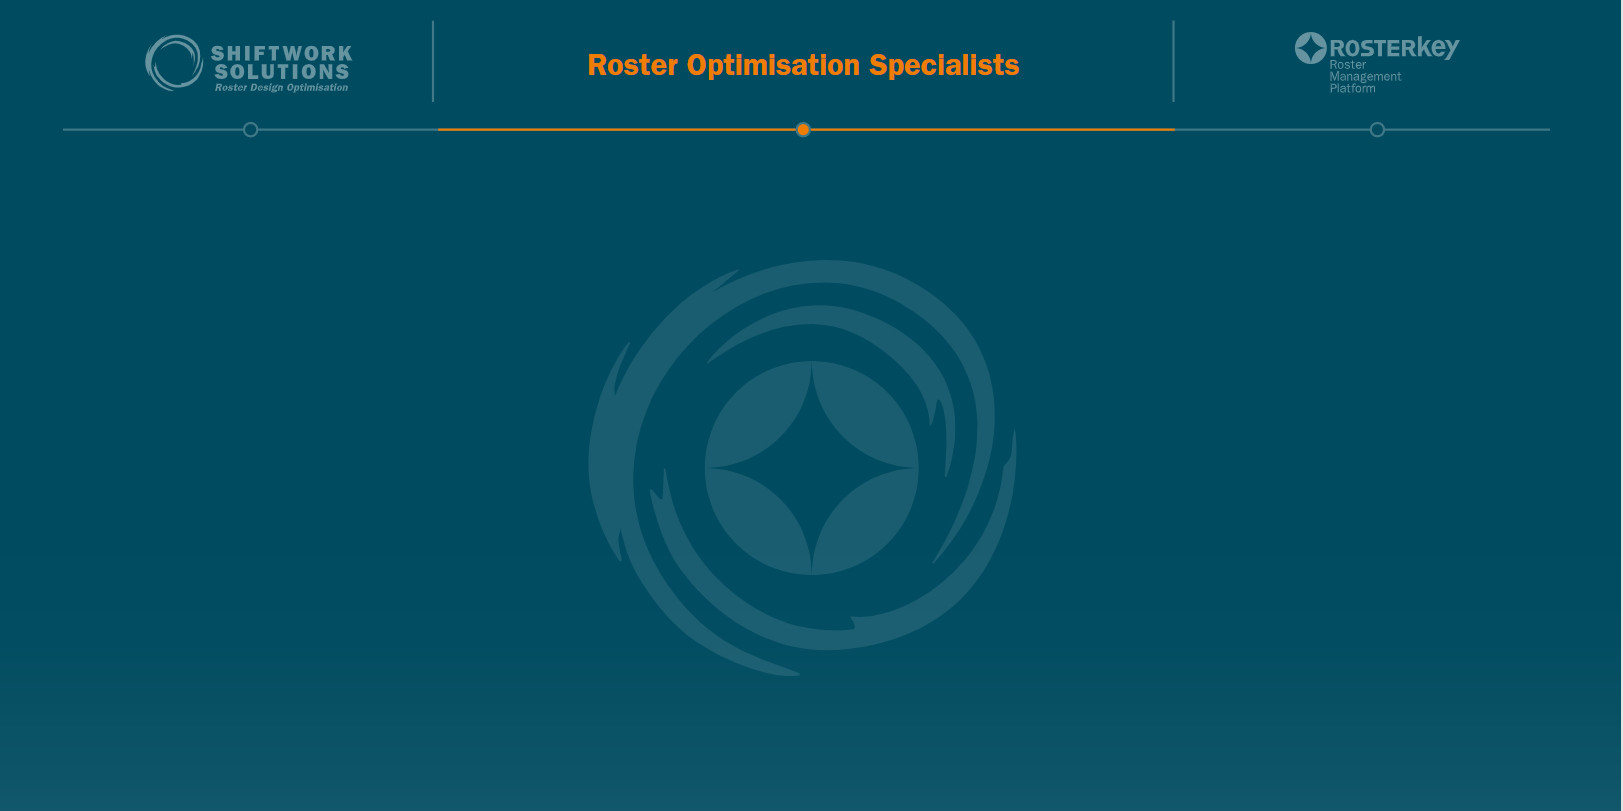 SHIFTWORK
SOLUTIONS
Roster Design Optimisation
Roster Optimisation Specialists
ROSTERkey
Roster
Management
Platform